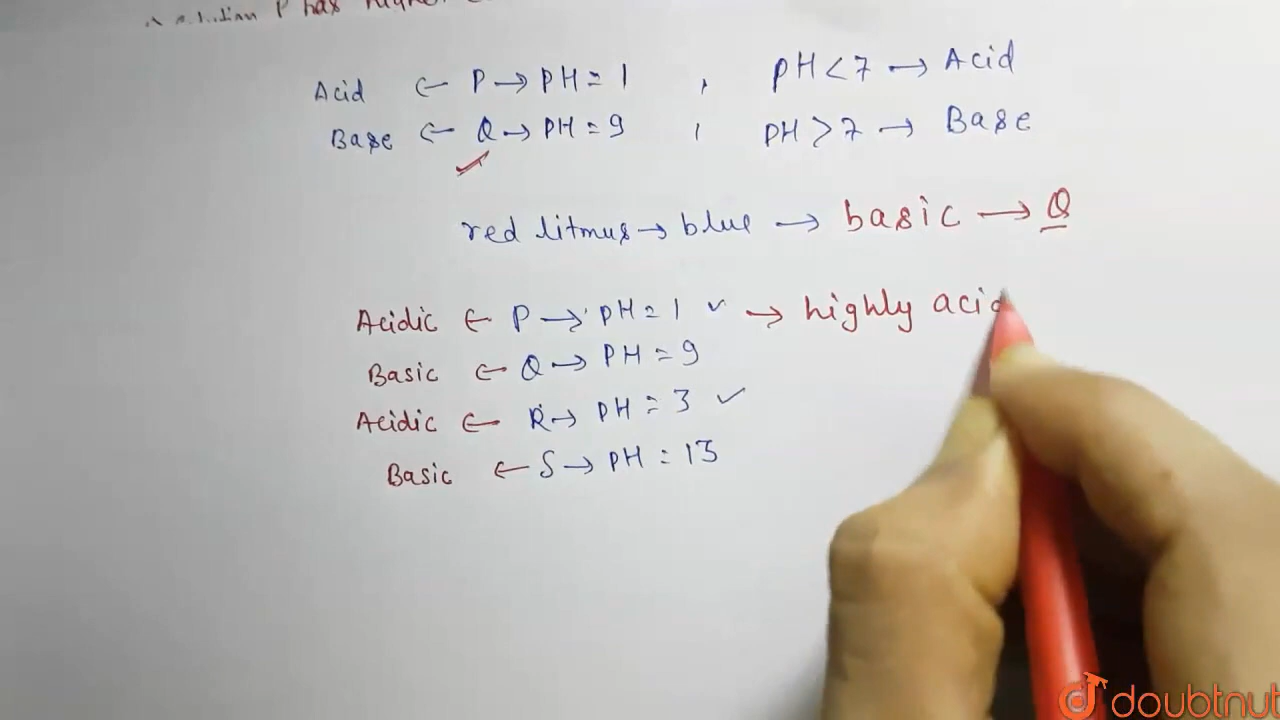 P has
Acid ← P → PH = 1 , PH < 7 → Acid
Base ← Q → PH = 9 , PH > 7 → Base
red litmus → blue → basic → Q
Acidic ← P → PH = 1 ✓ → highly acid
Basic ← Q → PH = 9
Acidic ← R → PH = 3 ✓
Basic ← S → PH = 13
doubtnut